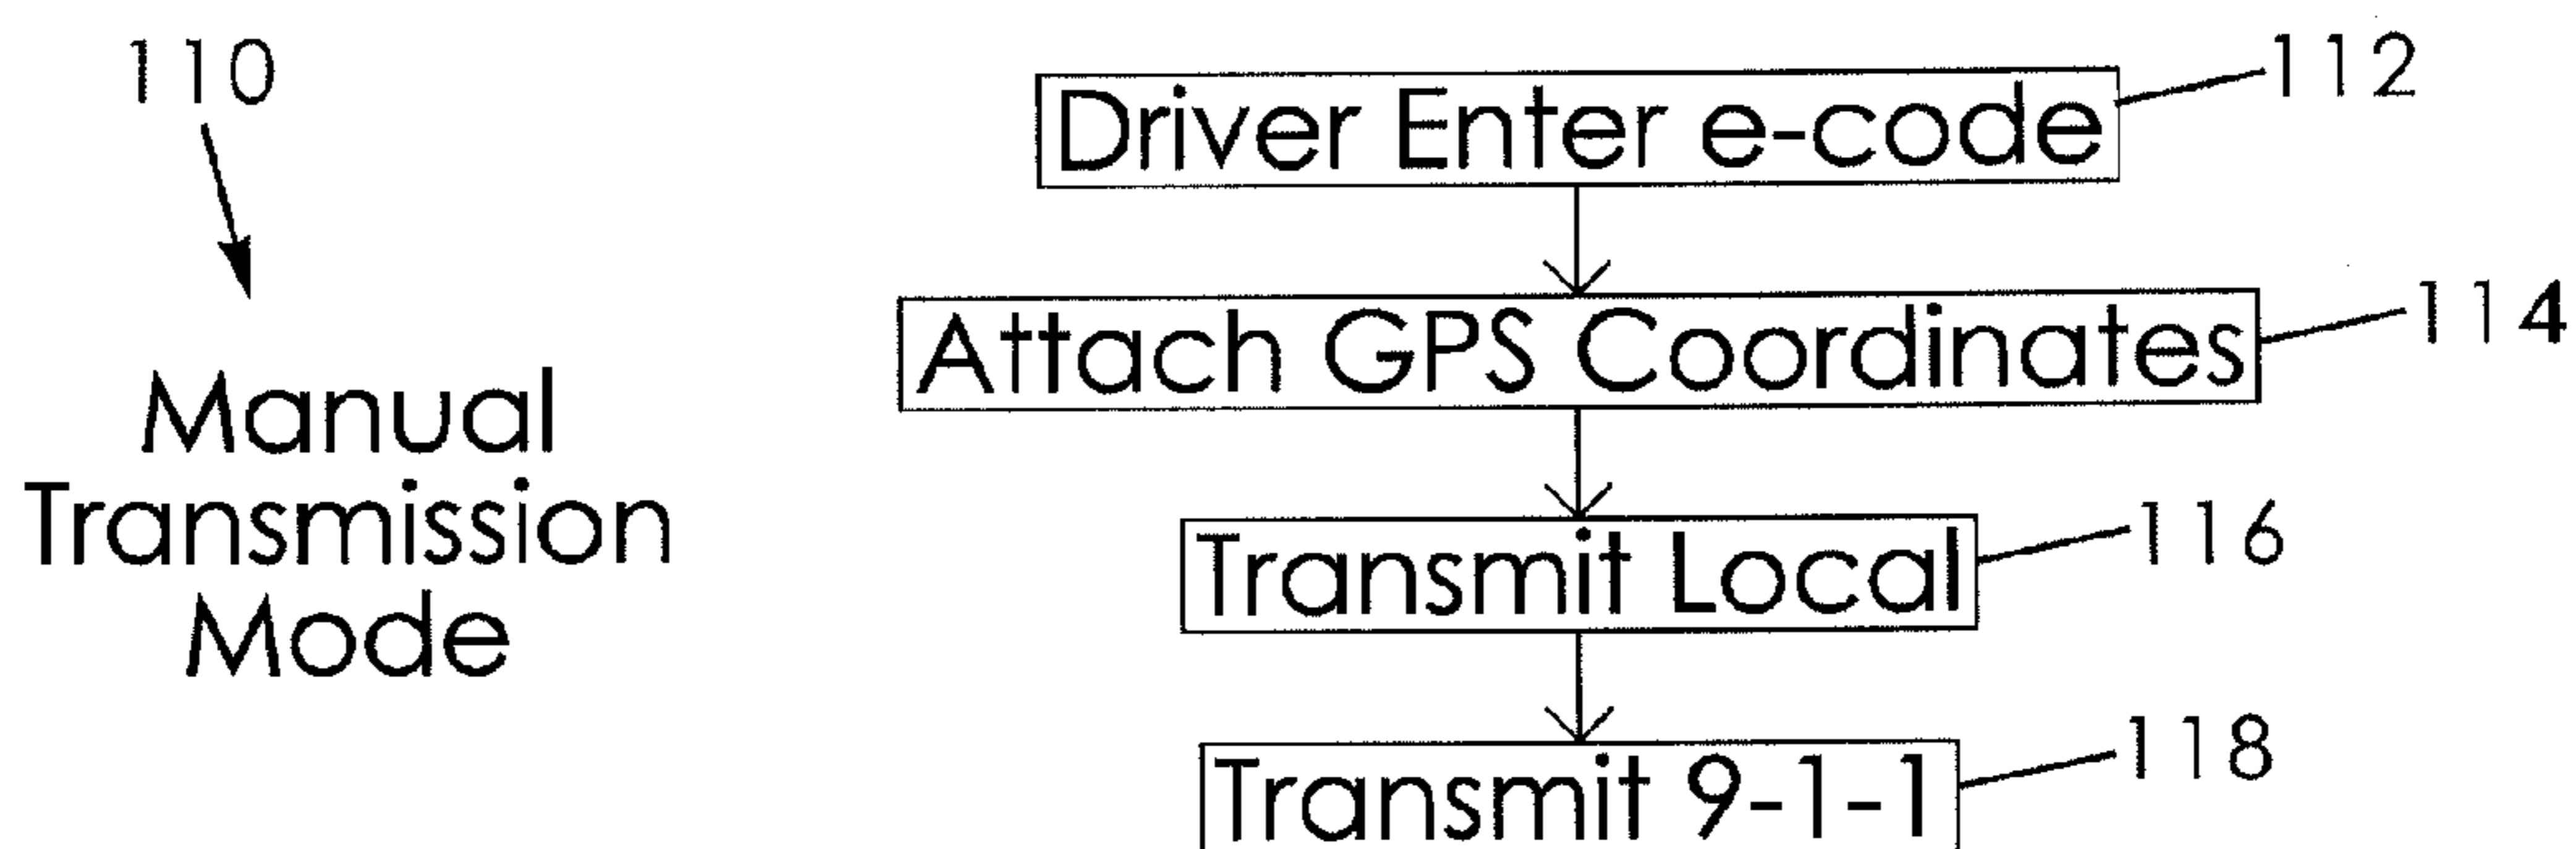 110
Manual
Transmission
Mode
Driver Enter e-code
112
Attach GPS Coordinates
114
Transmit Local
116
Transmit 9-1-1
118